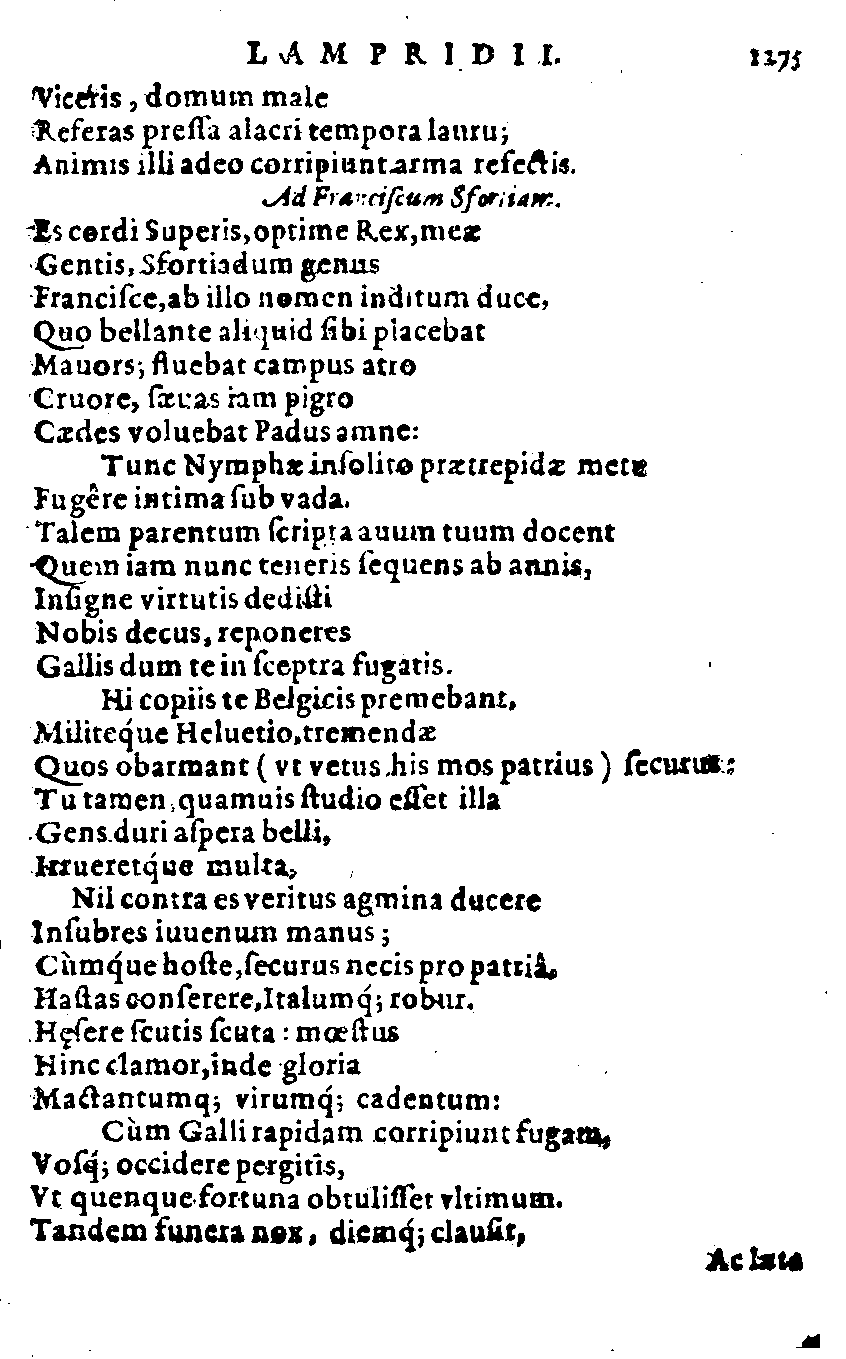 LAMPRIDII. 1275
Viceris, domum male
Referas preſſa alacri tempora lauru;
Animis illi adeo corripiunt arma refectis.
Ad Franciſcum Sfortiam.
Es cordi Superis, optime Rex, meæ
Gentis, Sfortiadum genus
Franciſce, ab illo nomen inditum duce,
Quo bellante aliquid ſibi placebat
Mauors; fluebat campus atro
Cruore, ſæuas iam pigro
Cædes voluebat Padus amne:
Tunc Nymphæ inſolito prætrepidæ metu
Fugêre intima ſub vada.
Talem parentum ſcripta auum tuum docent
Quem iam nunc teneris ſequens ab annis,
Inſigne virtutis dediſti
Nobis decus, reponeres
Gallis dum te in ſceptra fugatis.
Hi copiis te Belgicis premebant,
Militeq́ue Heluetio, tremendæ
Quos obarmant (vt vetus his mos patrius) ſecures:
Tu tamen, quamuis ſtudio eſſet illa
Gens duri aſpera belli,
Irrueretq́ue multa,
Nil contra es veritus agmina ducere
Inſubres iuuenum manus;
Cùmque hoſte, ſecurus necis pro patriâ,
Haſtas conſerere, Italumq́; robur.
Hęſere ſcutis ſcuta: mœſtus
Hinc clamor, inde gloria
Mactantumq; virumq́; cadentum:
Cùm Galli rapidam corripiunt fugam,
Voſq́; occidere pergitis,
Vt quenque fortuna obtuliſſet vltimum.
Tandem funera nox, diemq́; clauſit,
Ac læta